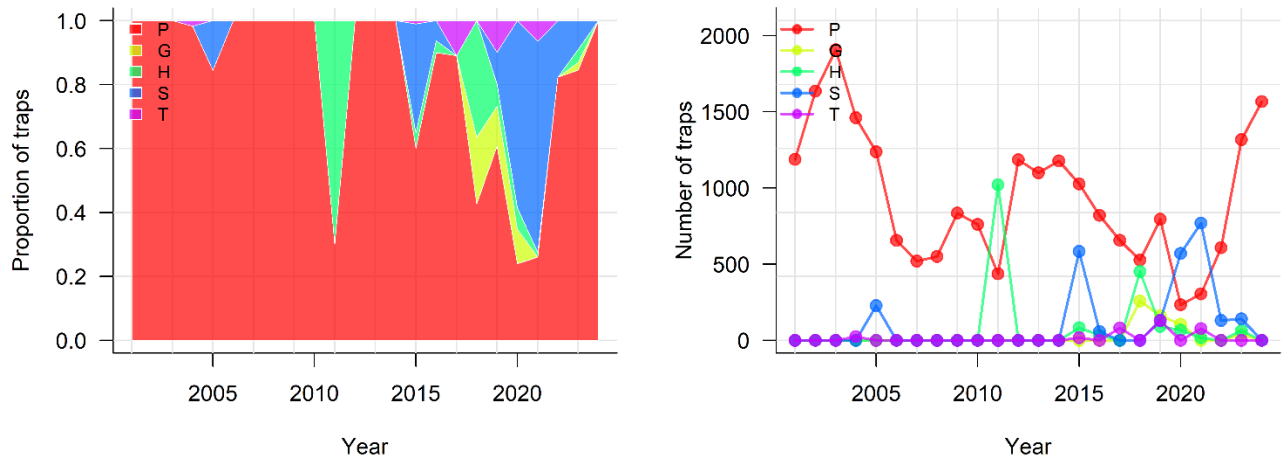 1.0
0.8
0.6
0.4
0.2
0.0
Proportion of traps
P
G
H
S
T
2005
2010
2015
2020
Year
2000
1500
1000
500
0
Number of traps
P
G
H
S
T
2005
2010
2015
2020
Year